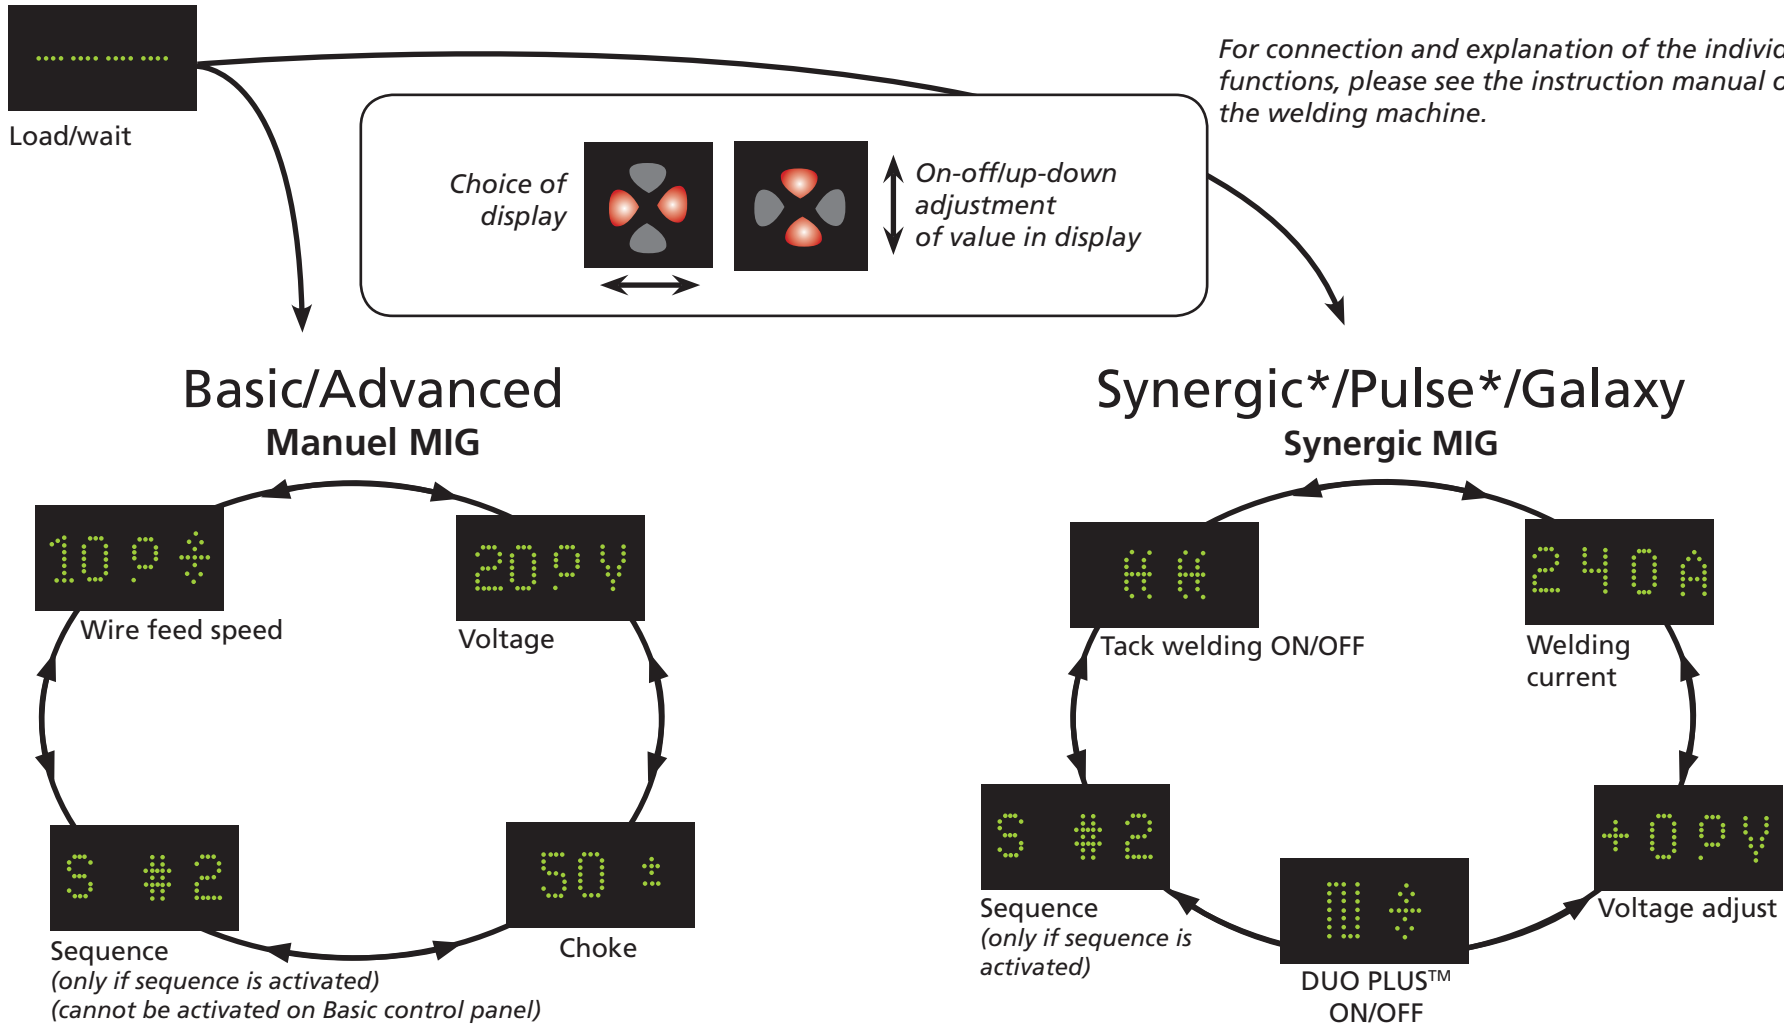 Load/wait
For connection and explanation of the
functions, please see the instruction manual
the welding machine.
Choice of
display
On-off/up-down
adjustment
of value in display
Basic/Advanced
Manuel MIG
10.0
20.0 V
Wire feed speed
Voltage
S #2
50 ±
Sequence
(only if sequence is activated)
(cannot be activated on Basic control panel)
Choke
Synergic*/Pulse*/Galaxy
Synergic MIG
240A
Tack welding ON/OFF
Welding
current
S #2
+0.0V
Sequence
(only if sequence is
activated)
Voltage adjust
DUO PLUS™
ON/OFF